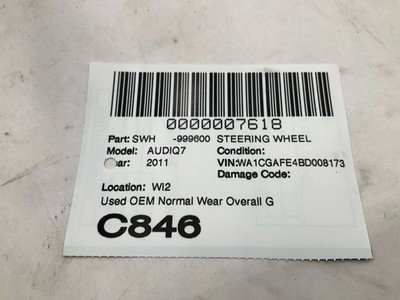 0000007618
Part: SWH -999600 STEERING WHEEL
Model: AUDIQ7 Condition:
ear: 2011 VIN:WA1CGAFE4BD008173
Damage Code:
Location: WI2
Used OEM Normal Wear Overall G
C846